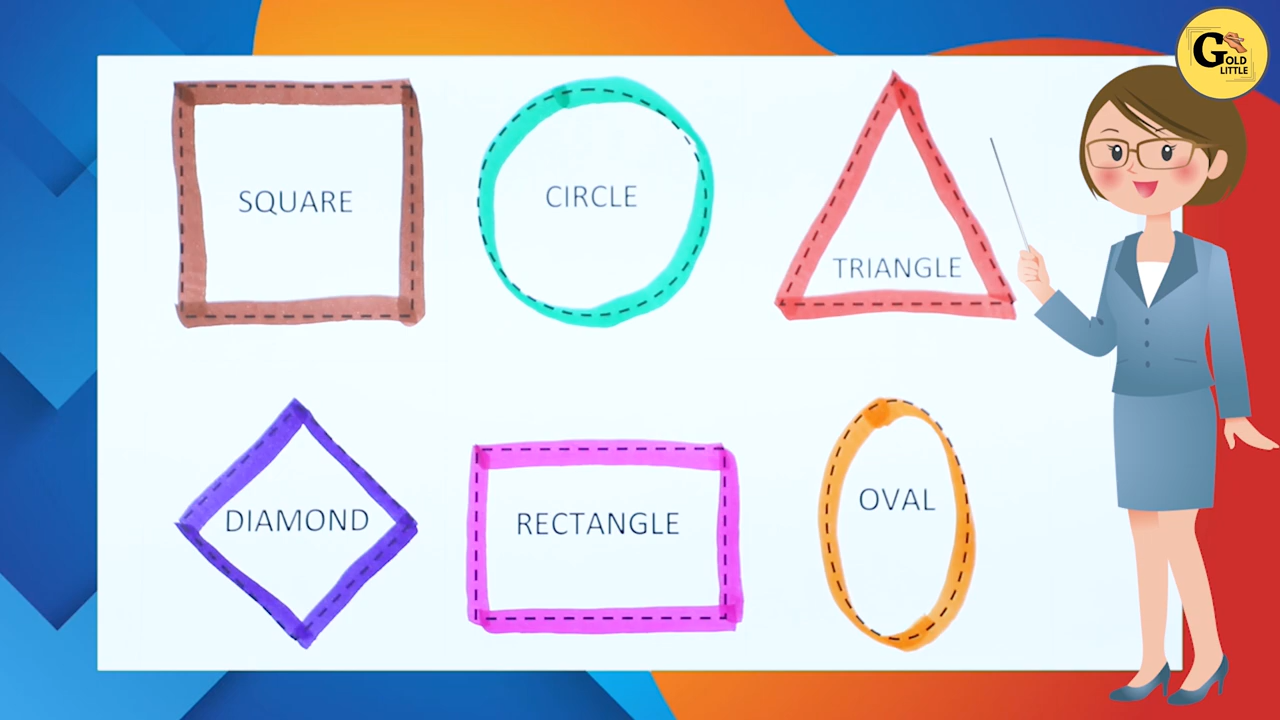 GOLD
LITTLE
SQUARE
CIRCLE
TRIANGLE
DIAMOND
RECTANGLE
OVAL